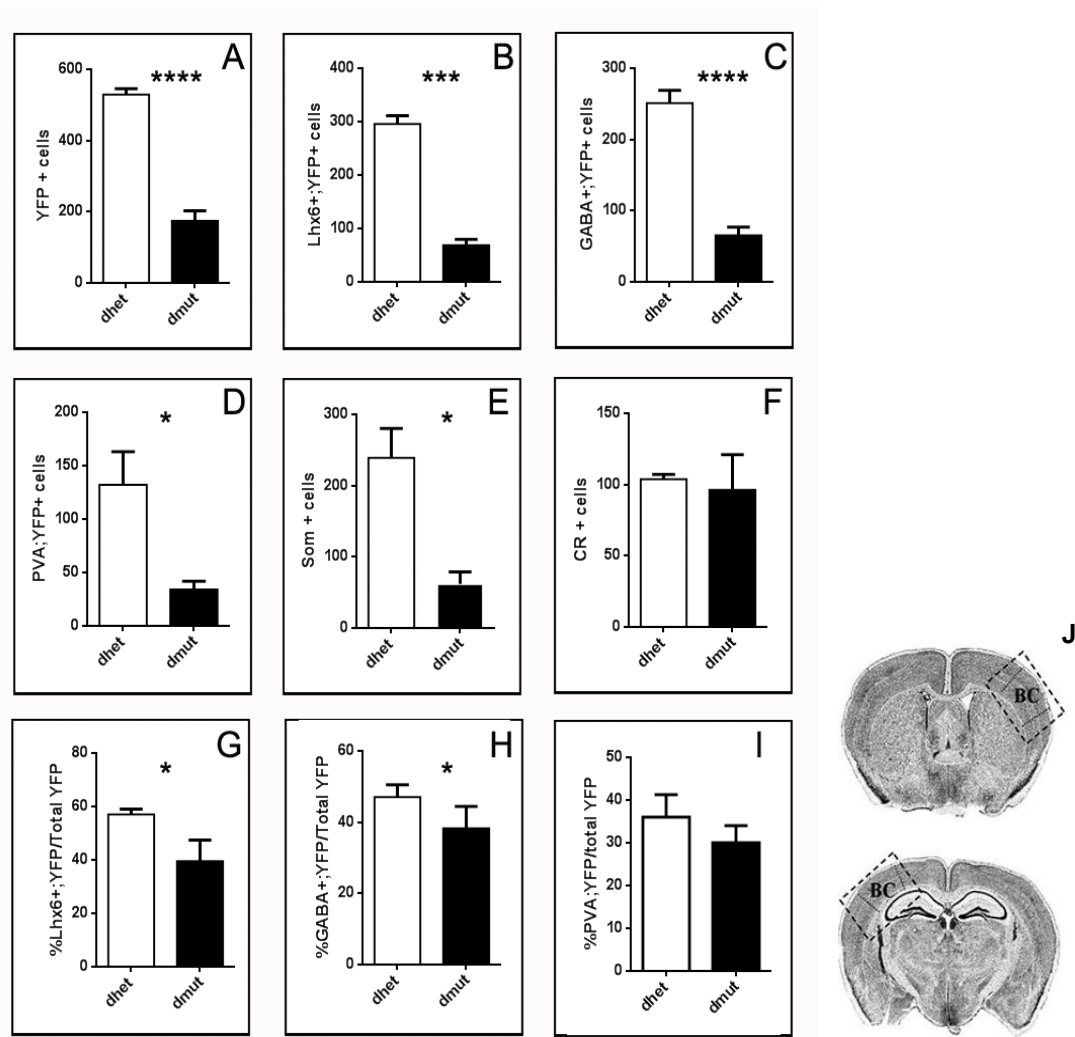 A
****
YFP + cells
600
400
200
0
dhet
dmut
B
***
Lhx6+;YFP+ cells
400
300
200
100
0
dhet
dmut
C
****
GABA+;YFP+ cells
300
200
100
0
dhet
dmut
D
*
PVA;YFP+ cells
200
150
100
50
0
dhet
dmut
E
*
Som + cells
300
200
100
0
dhet
dmut
F
CR + cells
150
100
50
0
dhet
dmut
G
*
%Lhx6+;YFP/Total YFP
80
60
40
20
0
dhet
dmut
H
*
%GABA+;YFP/Total YFP
60
40
20
0
dhet
dmut
I
%PVA;YFP/total YFP
50
40
30
20
10
0
dhet
dmut
J
BC
BC